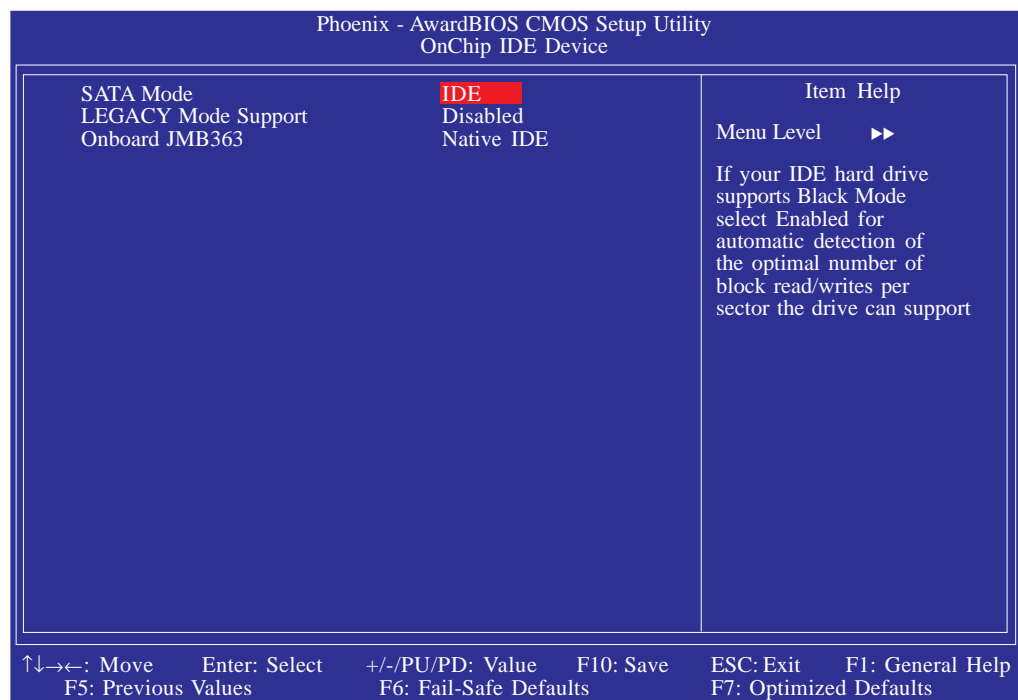 Phoenix - AwardBIOS CMOS Setup Utility
OnChip IDE Device
SATA Mode IDE
LEGACY Mode Support Disabled
Onboard JMB363 Native IDE
Item Help
Menu Level ▶▶
If your IDE hard drive
supports Black Mode
select Enabled for
automatic detection of
the optimal number of
block read/writes per
sector the drive can support
↑↓→←: Move Enter: Select +/-/PU/PD: Value F10: Save ESC: Exit F1: General Help
F5: Previous Values F6: Fail-Safe Defaults F7: Optimized Defaults